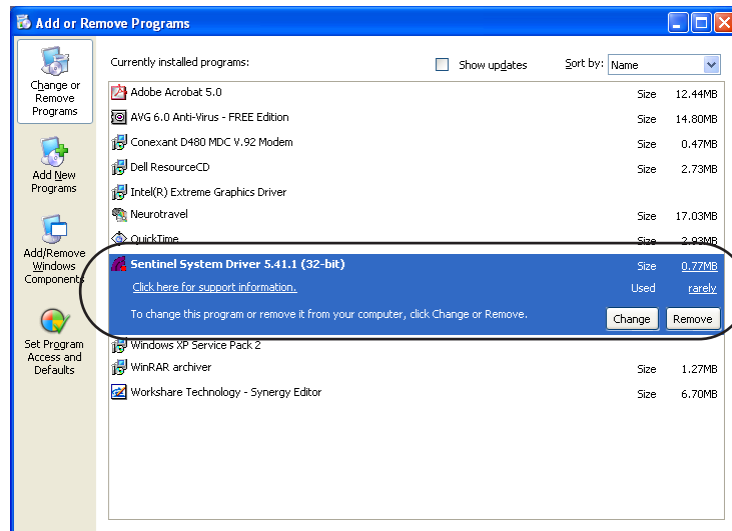 Add or Remove Programs
Change or
Remove
Programs
Add New
Programs
Add/Remove
Windows
Components
Set Program
Access and
Defaults
Currently installed programs:
Show updates
Sort by: Name
Adobe Acrobat 5.0 Size 12.44MB
AVG 6.0 Anti-Virus - FREE Edition Size 14.80MB
Conexant D480 MDC V.92 Modem Size 0.47MB
Dell ResourceCD Size 2.73MB
Intel(R) Extreme Graphics Driver
Neurotravel Size 17.03MB
QuickTime Size 2.93MB
Sentinel System Driver 5.41.1 (32-bit) Size 0.77MB
Click here for support information. Used rarely
To change this program or remove it from your computer, click Change or Remove. Change Remove
Windows XP Service Pack 2
WinRAR archiver Size 1.27MB
Workshare Technology - Synergy Editor Size 6.70MB